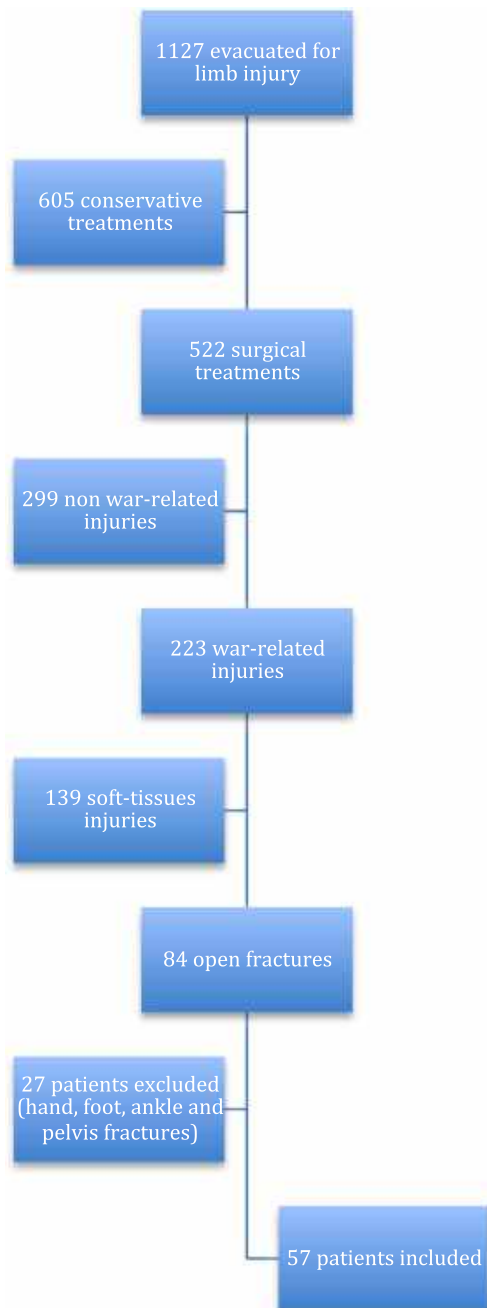 1127 evacuated for
limb injury
605 conservative
treatments
522 surgical
treatments
299 non war-related
injuries
223 war-related
injuries
139 soft-tissues
injuries
84 open fractures
27 patients excluded
(hand, foot, ankle and
pelvis fractures)
57 patients included